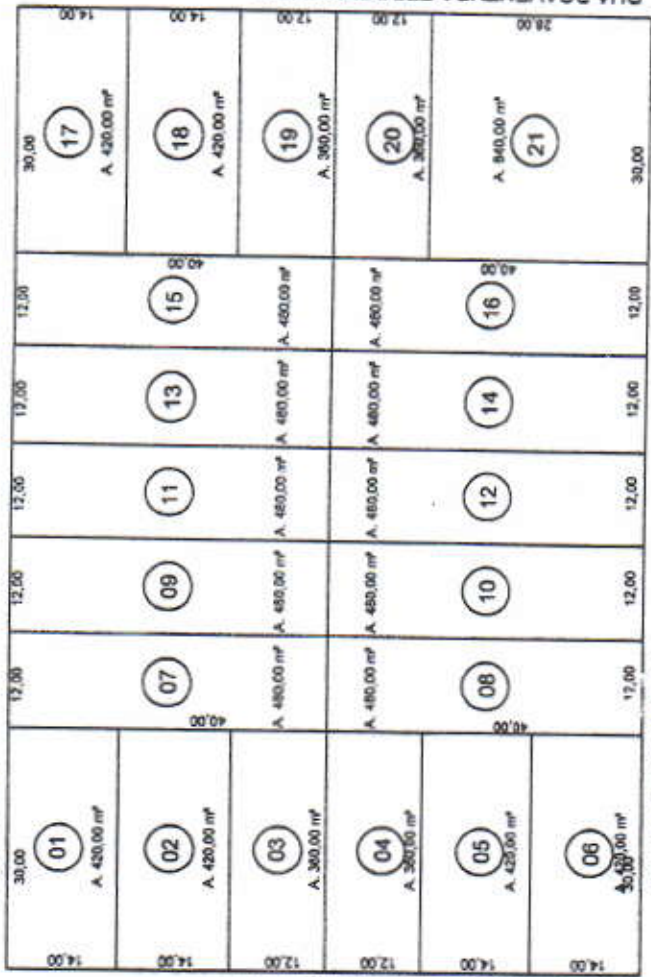 30,00 12,00 12,00 12,00 12,00 12,00 30,00
14,00 01 17 14,00
A. 420,00 m² A. 420,00 m²
14,00 02 07 09 11 13 15 18 14,00
A. 420,00 m² 40,00 40,00 A. 420,00 m²
12,00 03 19 12,00
A. 480,00 m² A. 480,00 m² A. 480,00 m² A. 480,00 m² A. 480,00 m²
A. 360,00 m² A. 360,00 m²
A. 480,00 m² A. 480,00 m² A. 480,00 m² A. 480,00 m² A. 480,00 m²
12,00 04 20 12,00
A. 360,00 m² A. 360,00 m²
14,00 05 08 10 12 14 16
A. 420,00 m² 40,00 40,00 A. 840,00 m² 28,00
14,00 06 21
A. 420,00 m²
30,00 12,00 12,00 12,00 12,00 12,00 30,00